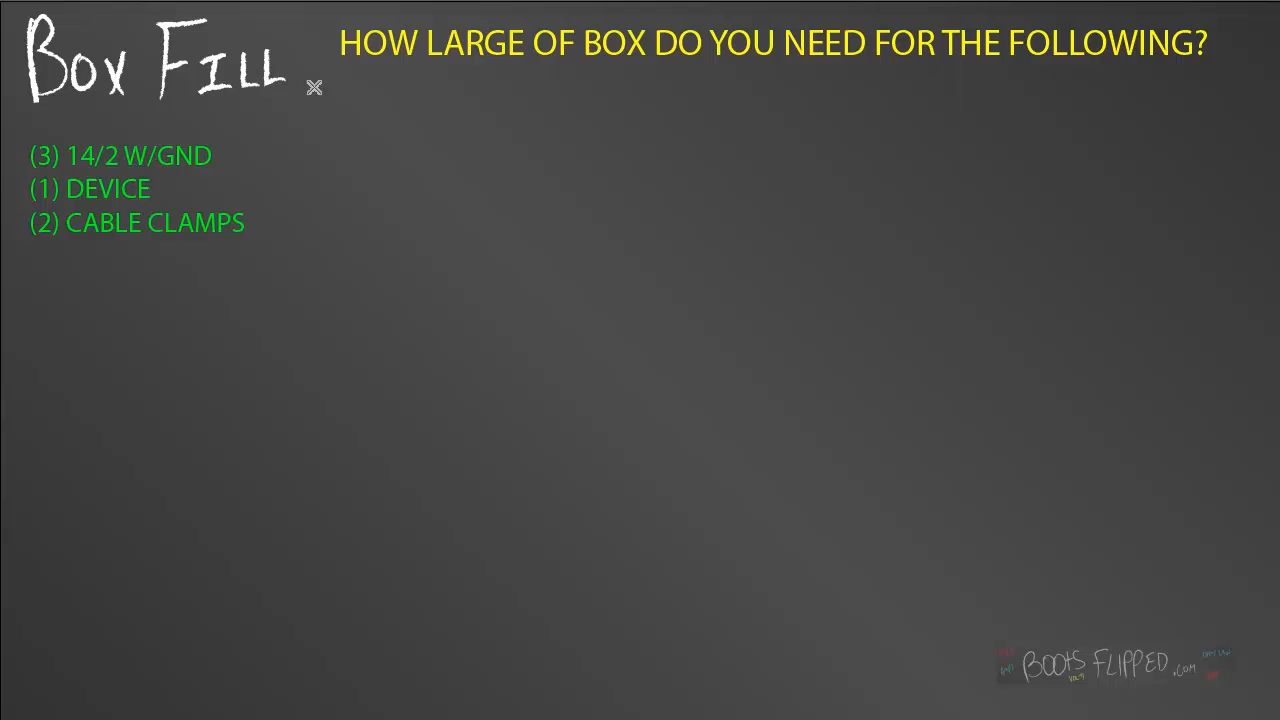 BOX FILL
HOW LARGE OF BOX DO YOU NEED FOR THE FOLLOWING?
(3) 14/2 W/GND
(1) DEVICE
(2) CABLE CLAMPS
BOOTS FLIPPED.COM